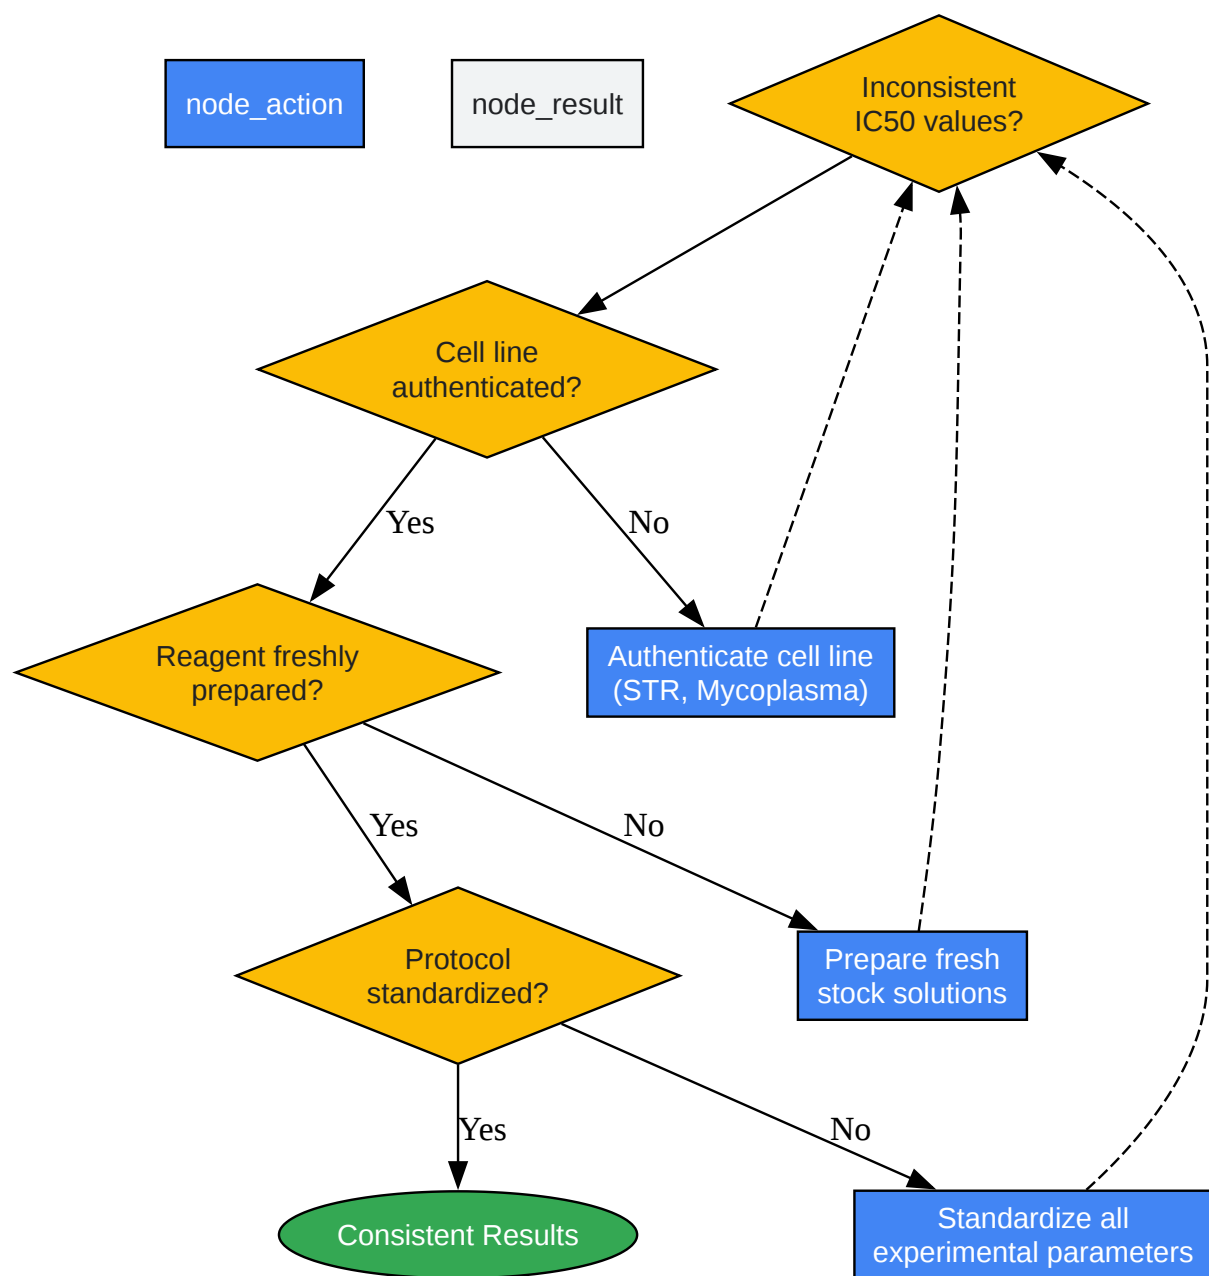 node_action
node_result
Inconsistent
IC50 values?
Cell line
authenticated?
Yes
No
Reagent freshly
prepared?
Authenticate cell line
(STR, Mycoplasma)
Yes
No
Protocol
standardized?
Prepare fresh
stock solutions
Yes
No
Consistent Results
Standardize all
experimental parameters